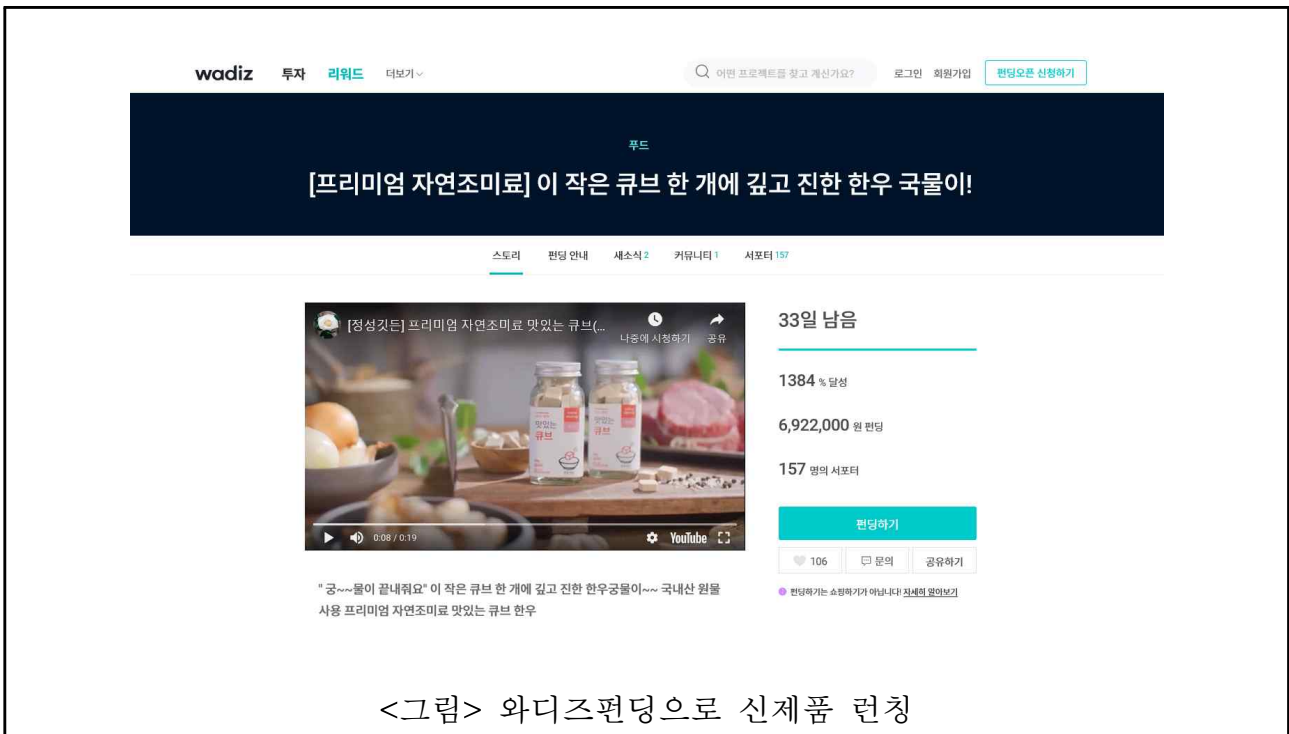 wadiz 투자 리워드 더보기 어떤 프로젝트를 찾고 계신가요? 로그인 회원가입 펀딩오픈 신청하기
푸드
[프리미엄 자연조미료] 이 작은 큐브 한 개에 깊고 진한 한우 국물이!
스토리 펀딩 안내 새소식 2 커뮤니티 1 서포터 157
[정성깃든] 프리미엄 자연조미료 맛있는 큐브(...
나중에 시청하기 공유
맛있는 맛있는
큐브 큐브
0:08 / 0:19 YouTube
33일 남음
1384 % 달성
6,922,000 원 펀딩
157 명의 서포터
펀딩하기
106 문의 공유하기
펀딩하기는 쇼핑하기가 아닙니다! 자세히 알아보기
" 궁~~물이 끝내줘요" 이 작은 큐브 한 개에 깊고 진한 한우궁물이~~ 국내산 원물
사용 프리미엄 자연조미료 맛있는 큐브 한우
<그림> 와디즈펀딩으로 신제품 런칭